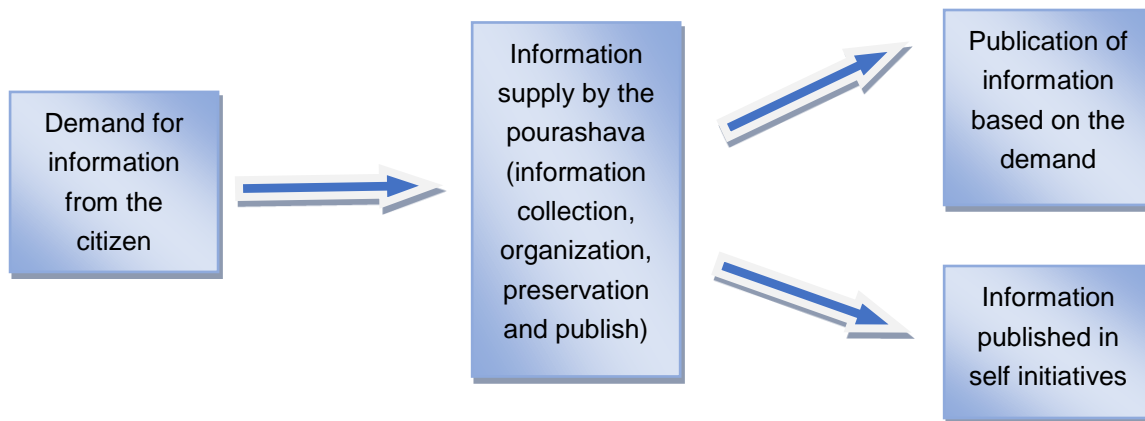 Demand for
information
from the
citizen
Information
supply by the
pourashava
(information
collection,
organization,
preservation
and publish)
Publication of
information
based on the
demand
Information
published in
self initiatives